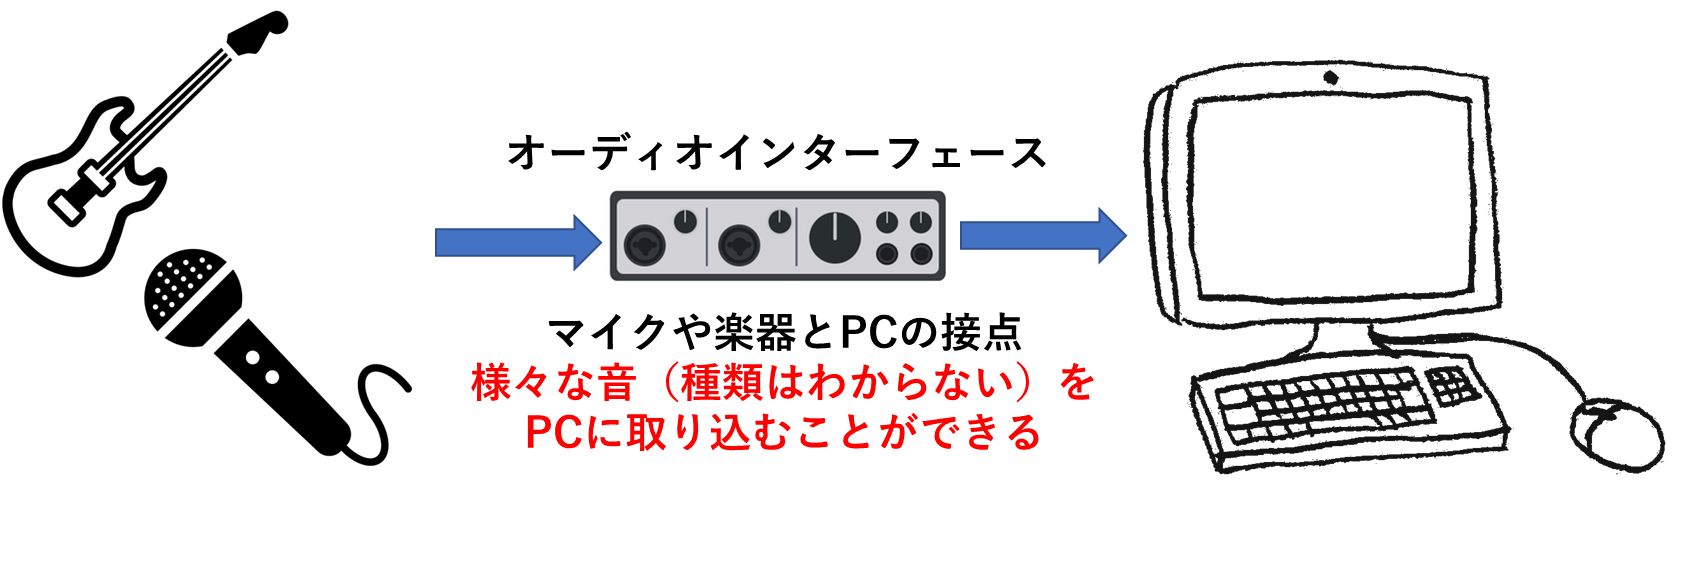 オーディオインターフェース
マイクや楽器とPCの接点
様々な音（種類はわからない）を
PCに取り込むことができる